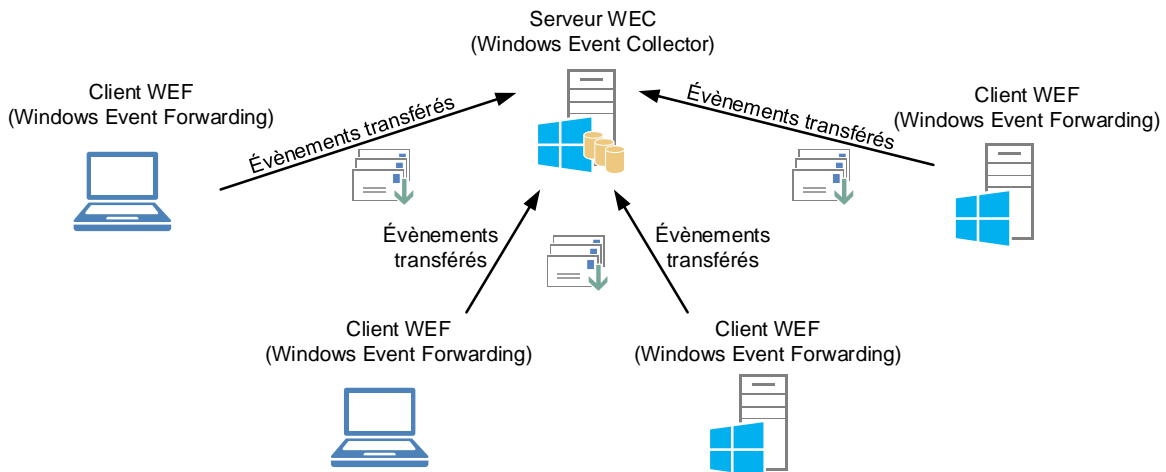 Serveur WEC
(Windows Event Collector)
Client WEF
(Windows Event Forwarding)
Évènements transférés
Évènements transférés
Client WEF
(Windows Event Forwarding)
Évènements
transférés
Évènements
transférés
Client WEF
(Windows Event Forwarding)
Client WEF
(Windows Event Forwarding)